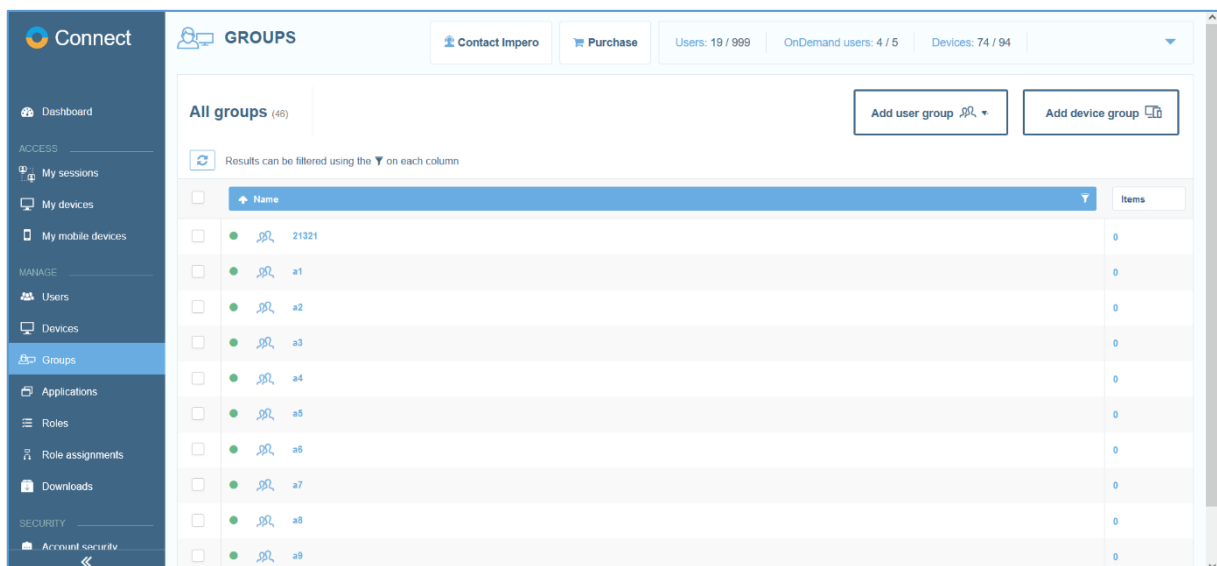 Connect
GROUPS
Contact Impero
Purchase
Users: 19 / 999
OnDemand users: 4 / 5
Devices: 74 / 94
Dashboard
ACCESS
My sessions
My devices
My mobile devices
MANAGE
Users
Devices
Groups
Applications
Roles
Role assignments
Downloads
SECURITY
Account security
All groups (46)
Add user group
Add device group
Results can be filtered using the on each column
Name
Items
21321 0
a1 0
a2 0
a3 0
a4 0
a5 0
a6 0
a7 0
a8 0
a9 0